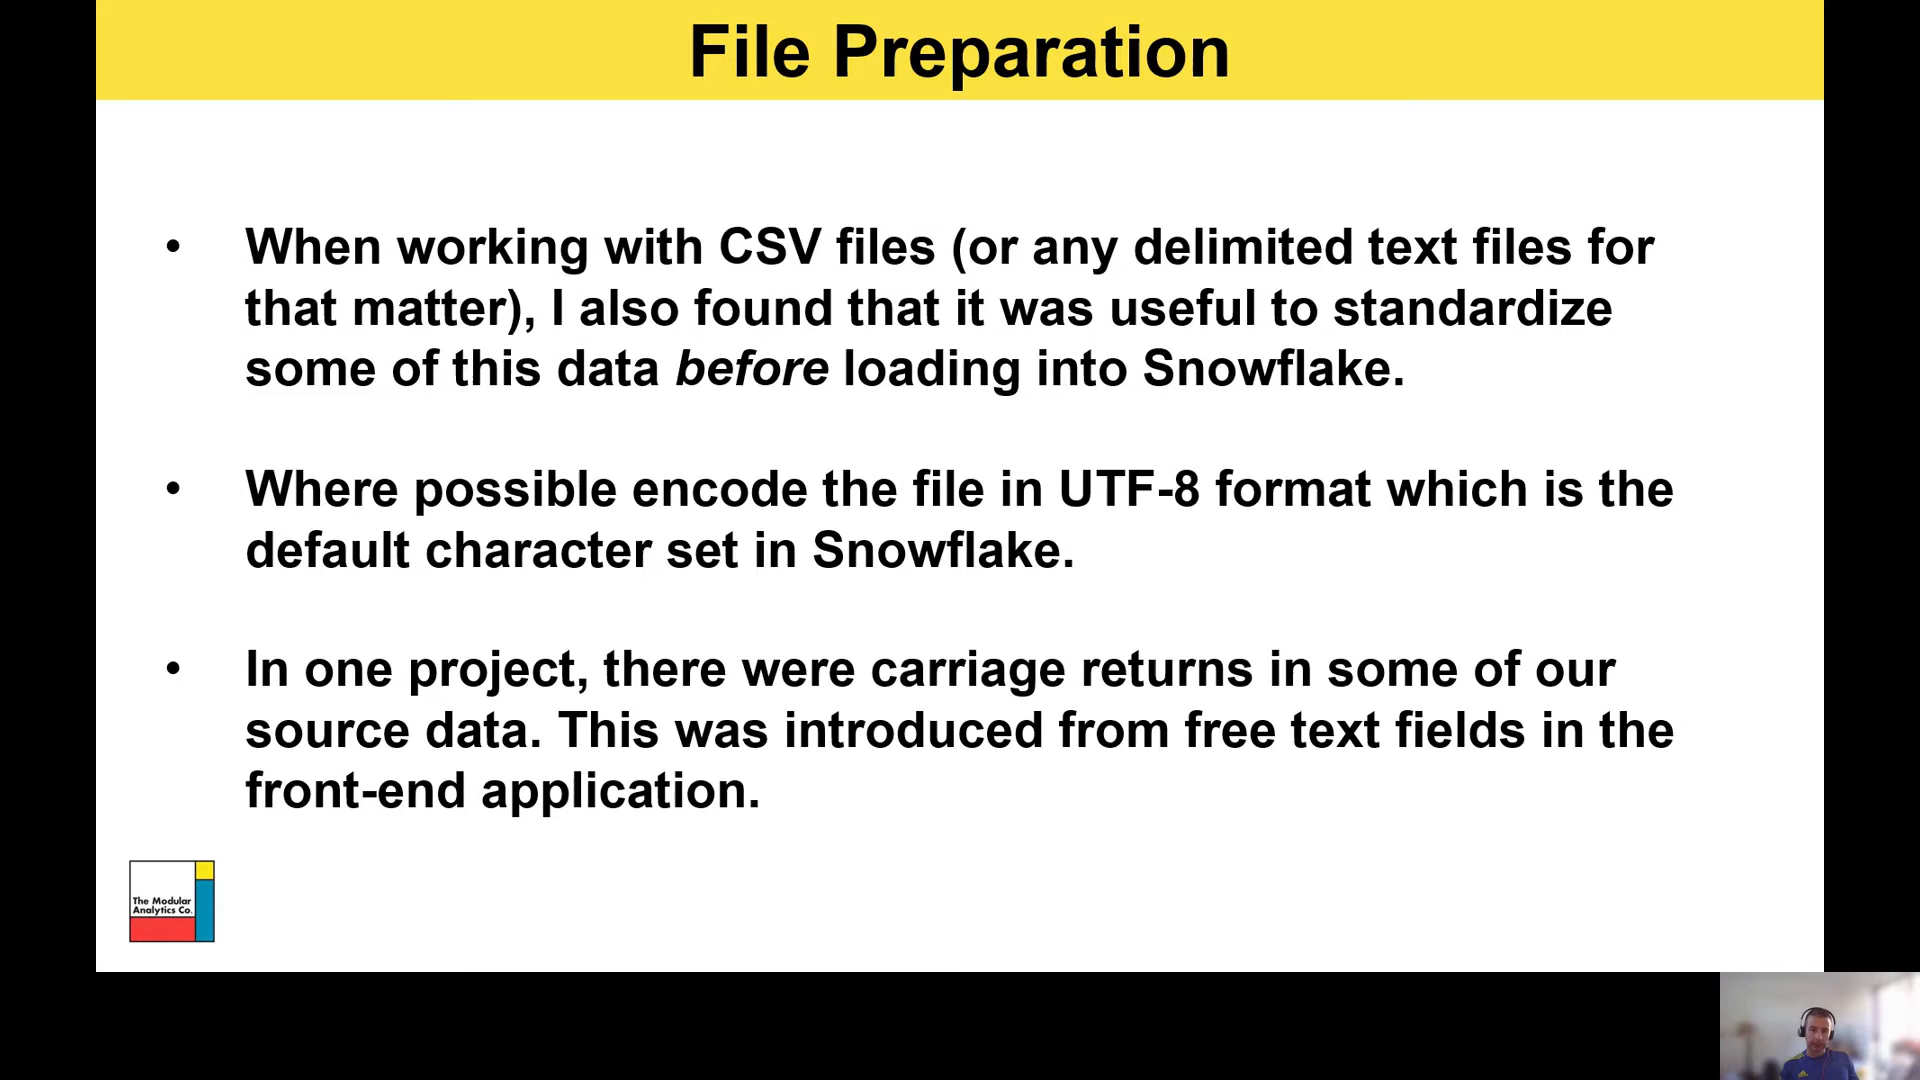 File Preparation
• When working with CSV files (or any delimited text files for
that matter), I also found that it was useful to standardize
some of this data before loading into Snowflake.
• Where possible encode the file in UTF-8 format which is the
default character set in Snowflake.
• In one project, there were carriage returns in some of our
source data. This was introduced from free text fields in the
front-end application.
The Modular
Analytics Co.